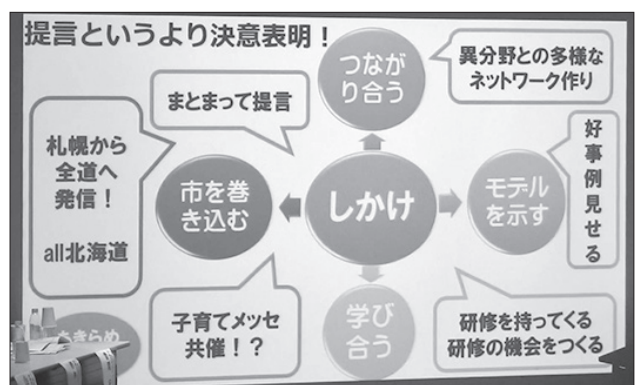 提言というより決意表明！
つなが
り合う
異分野との多様な
ネットワーク作り
まとまって提言
札幌から
全道へ
発信！
all北海道
市を巻
き込む
しかけ
モデル
を示す
好事例見せる
子育てメッセ
共催！？
学び
合う
研修を持ってくる
研修の機会をつくる